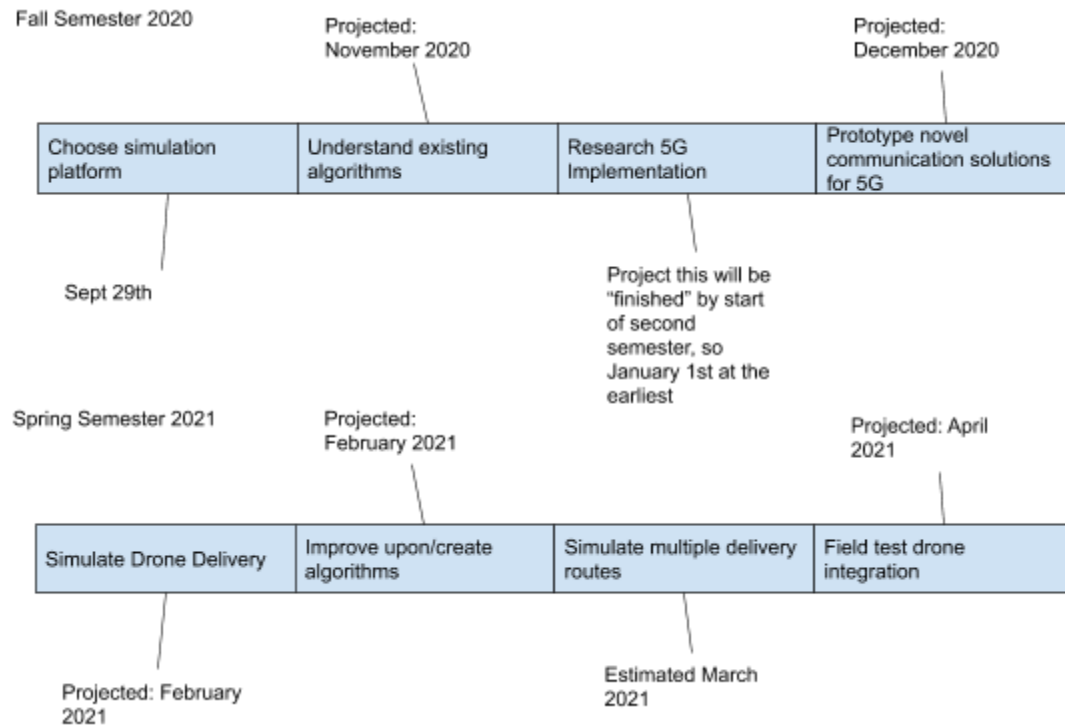 Fall Semester 2020
Projected:
November 2020
Projected:
December 2020
Choose simulation
platform
Understand existing
algorithms
Research 5G
Implementation
Prototype novel
communication solutions
for 5G
Sept 29th
Project this will be
“finished” by start
of second
semester, so
January 1st at the
earliest
Spring Semester 2021
Projected:
February 2021
Projected: April
2021
Simulate Drone Delivery
Improve upon/create
algorithms
Simulate multiple delivery
routes
Field test drone
integration
Projected: February
2021
Estimated March
2021